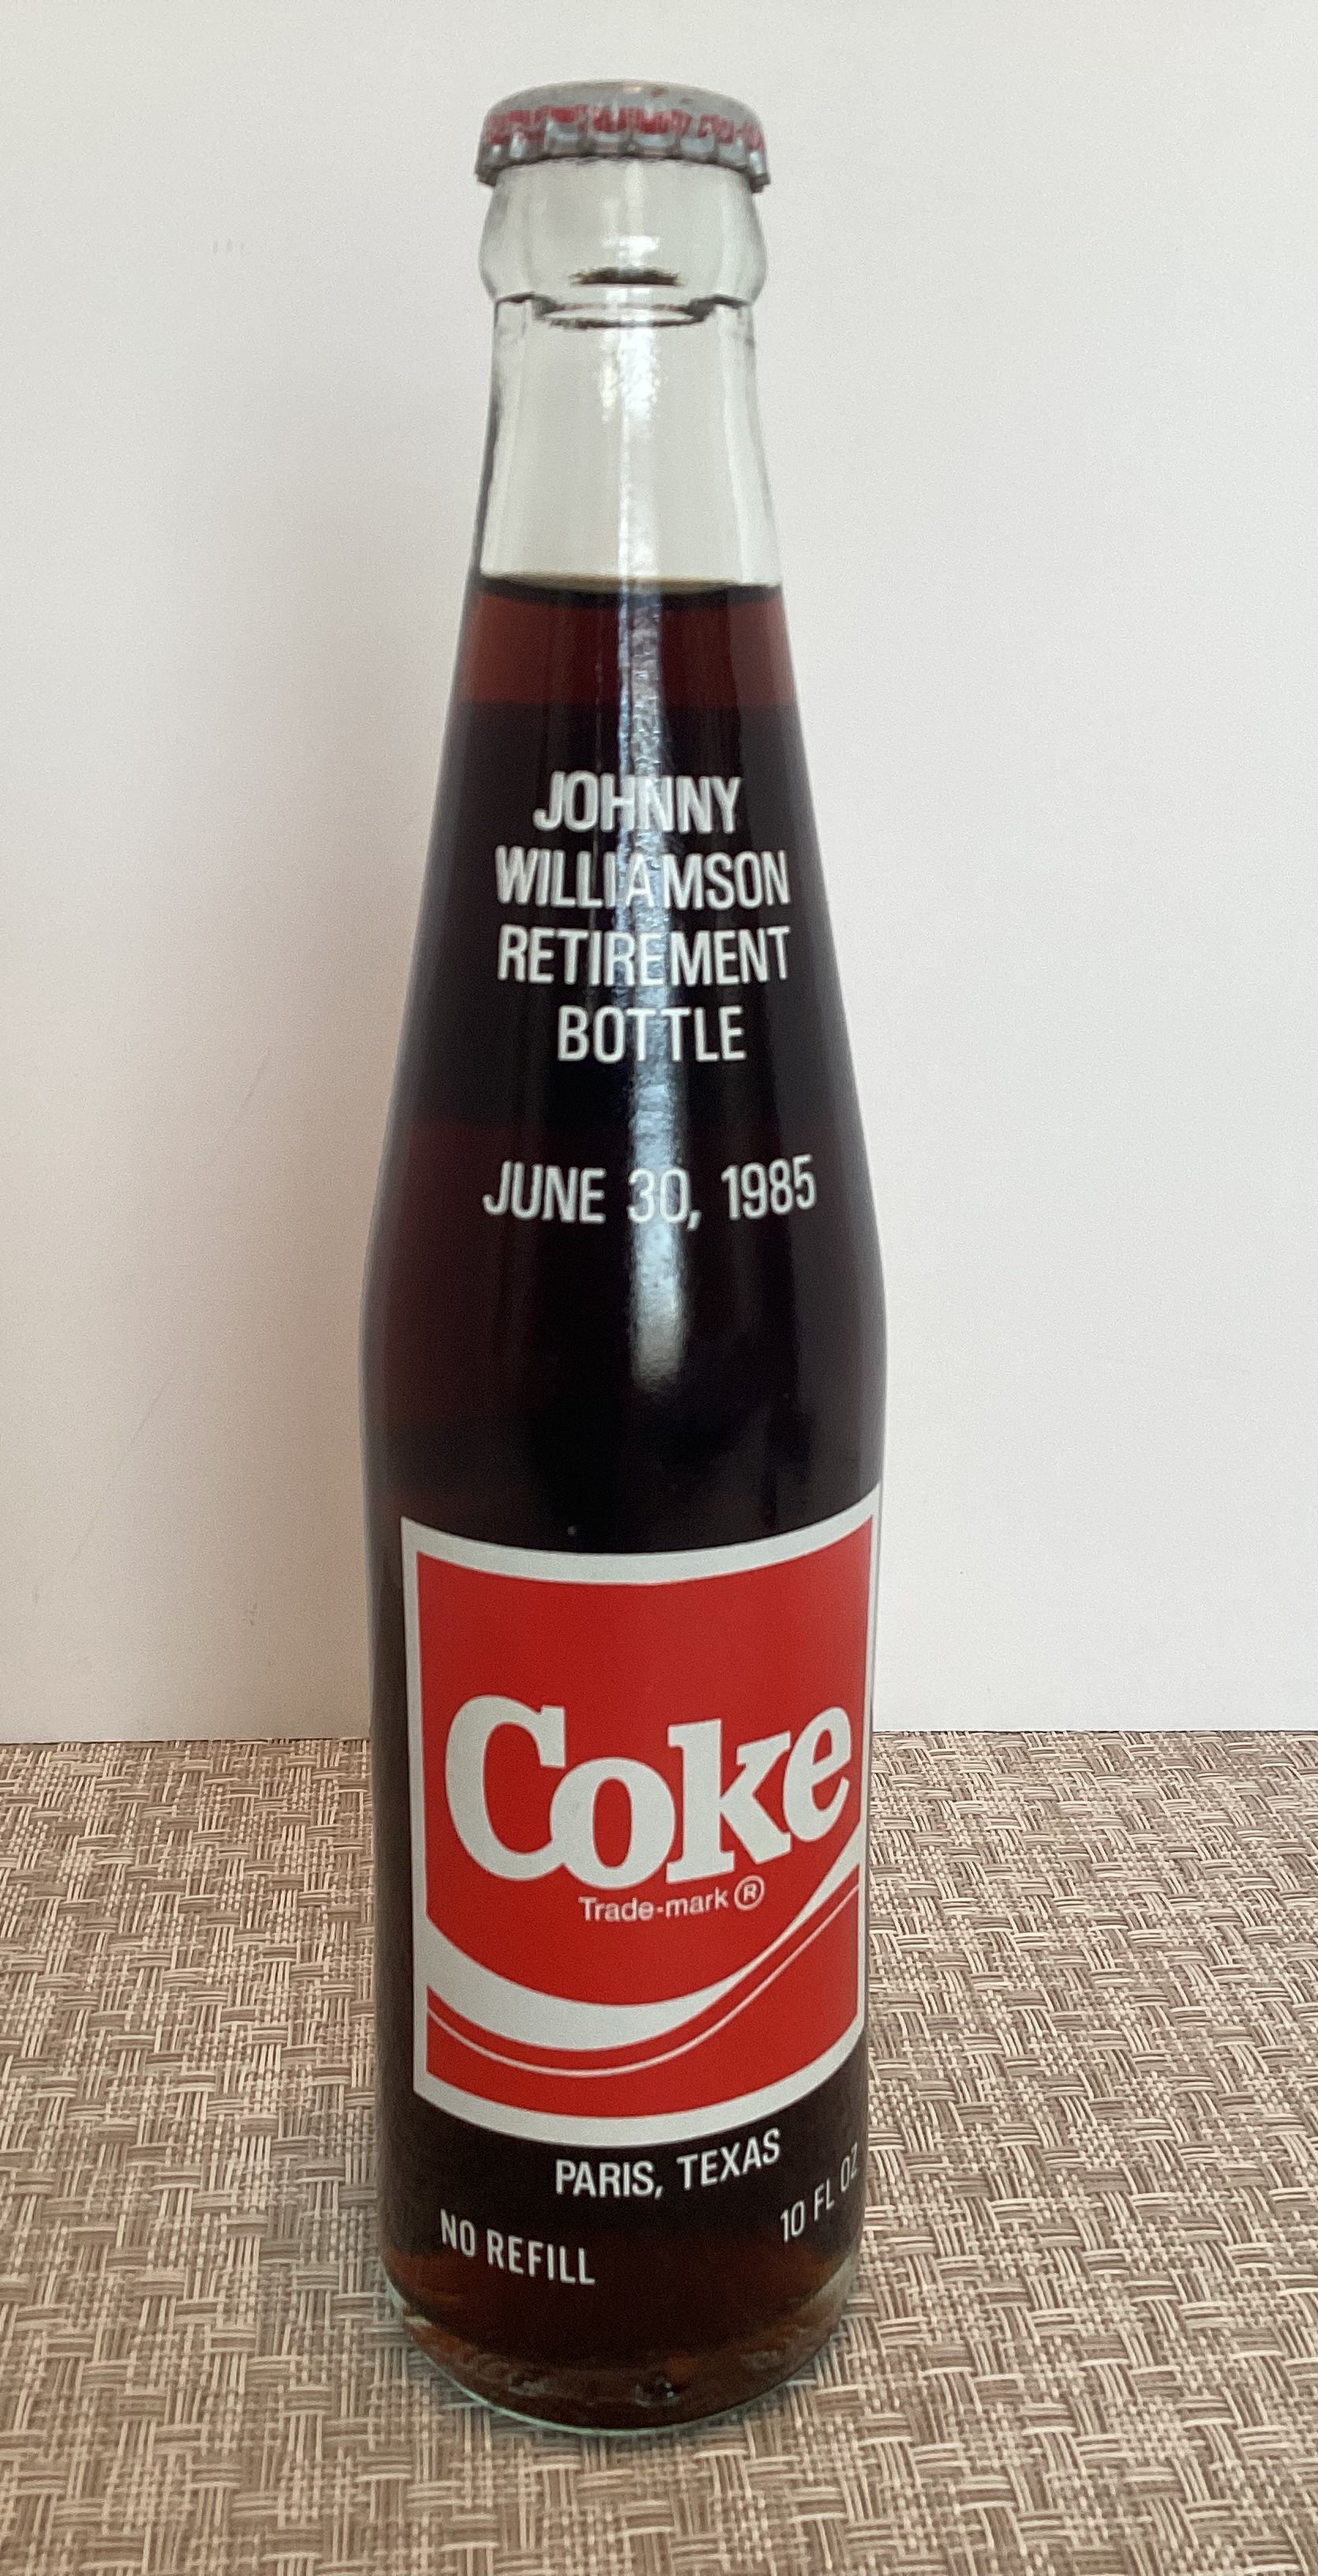 JOHNNY
WILLIAMSON
RETIREMENT
BOTTLE
JUNE 30, 1985
Coke
Trade-mark ®
PARIS, TEXAS
NO REFILL
10 FL OZ